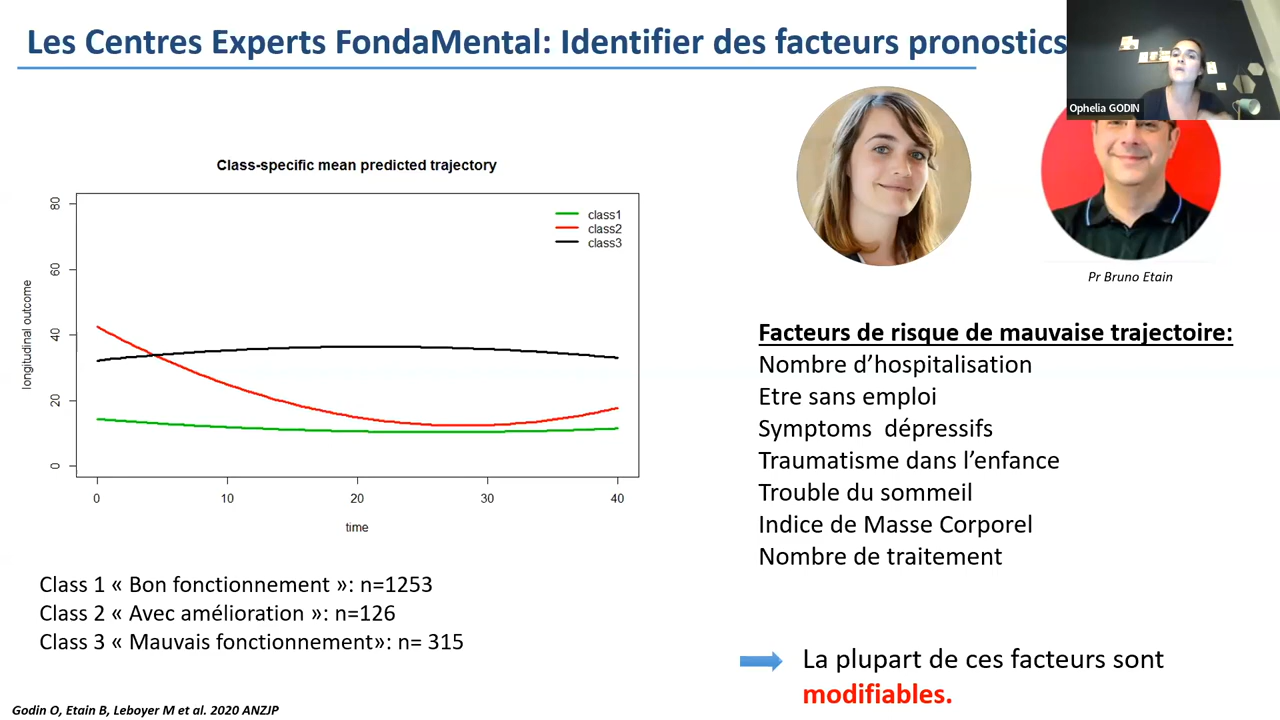 Les Centres Experts FondaMental: Identifier des facteurs pronostics
Ophelia GODIN
Pr Bruno Etain
Class-specific mean predicted trajectory
class1
class2
class3
longitudinal outcome
80
60
40
20
0
0 10 20 30 40
time
Class 1 « Bon fonctionnement »: n=1253
Class 2 « Avec amélioration »: n=126
Class 3 « Mauvais fonctionnement»: n= 315
Facteurs de risque de mauvaise trajectoire:
Nombre d’hospitalisation
Etre sans emploi
Symptoms dépressifs
Traumatisme dans l’enfance
Trouble du sommeil
Indice de Masse Corporel
Nombre de traitement
La plupart de ces facteurs sont
modifiables.
Godin O, Etain B, Leboyer M et al. 2020 ANZJP